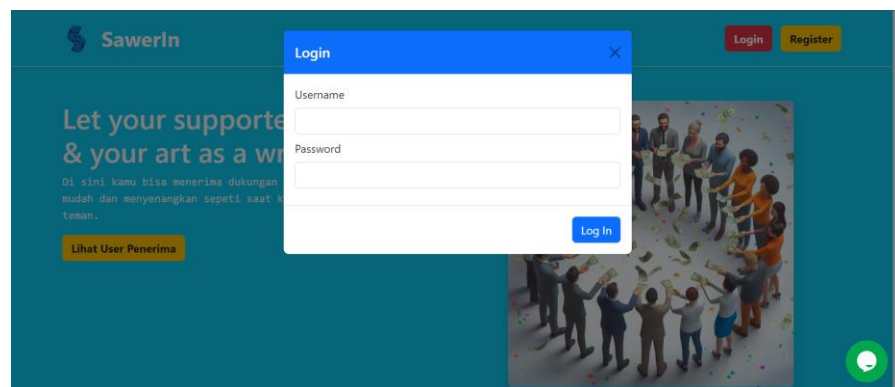 SawerIn
Login
Register
Login
Username
Password
Log In
Let your supporte
& your art as a wr
Di sini kamu bisa menerima dukungan
mudah dan menyenangkan sepeti saat k
teman.
Lihat User Penerima